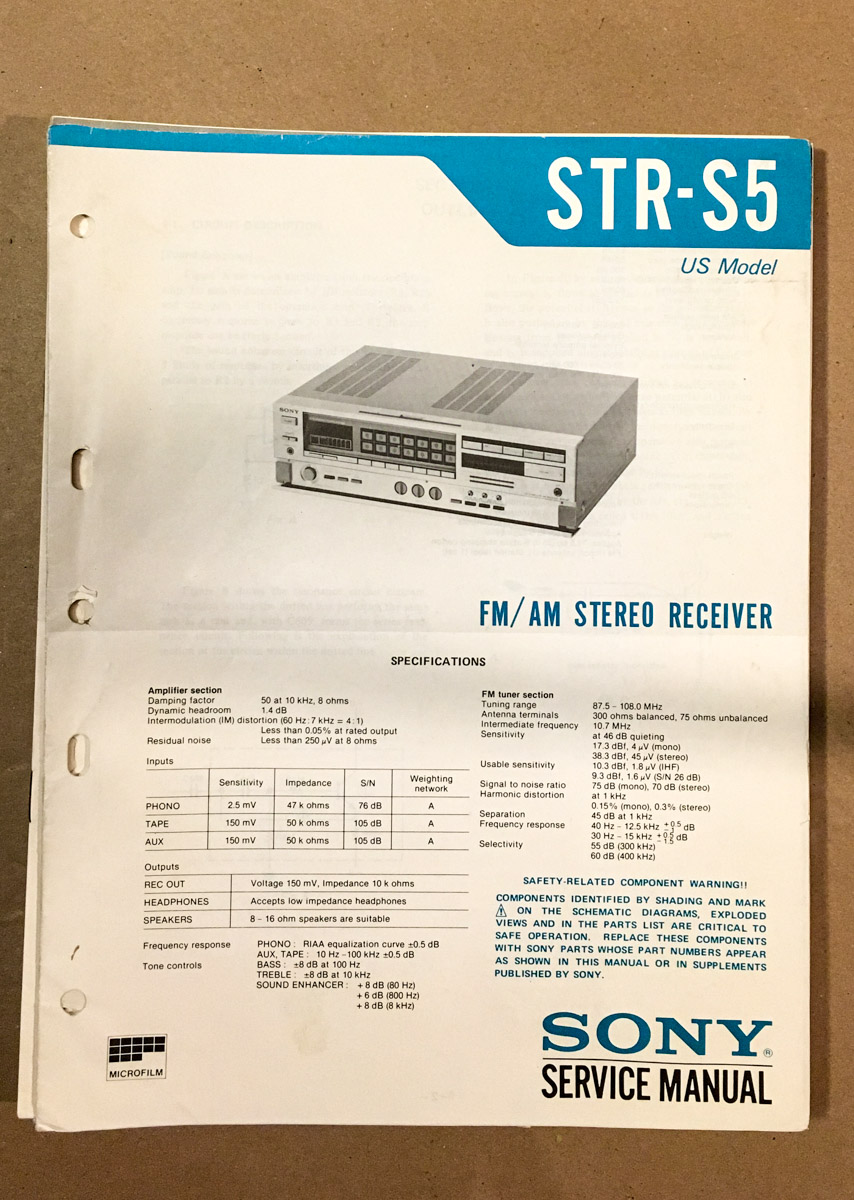 STR-S5
US Model
SONY
FM/AM STEREO RECEIVER
SPECIFICATIONS
Amplifier section
Damping factor 50 at 10 kHz, 8 ohms
Dynamic headroom 1.4 dB
Intermodulation (IM) distortion (60 Hz : 7 kHz = 4 : 1)
Less than 0.05% at rated output
Residual noise Less than 250 μV at 8 ohms
Inputs
Sensitivity Impedance S/N Weighting network
PHONO 2.5 mV 47 k ohms 76 dB A
TAPE 150 mV 50 k ohms 105 dB A
AUX 150 mV 50 k ohms 105 dB A
Outputs
REC OUT Voltage 150 mV, Impedance 10 k ohms
HEADPHONES Accepts low impedance headphones
SPEAKERS 8 – 16 ohm speakers are suitable
Frequency response PHONO : RIAA equalization curve ±0.5 dB
AUX, TAPE : 10 Hz –100 kHz ±0.5 dB
Tone controls BASS : ±8 dB at 100 Hz
TREBLE : ±8 dB at 10 kHz
SOUND ENHANCER : + 8 dB (80 Hz)
+ 6 dB (800 Hz)
+ 8 dB (8 kHz)
FM tuner section
Tuning range 87.5 – 108.0 MHz
Antenna terminals 300 ohms balanced, 75 ohms unbalanced
Intermediate frequency 10.7 MHz
Sensitivity at 46 dB quieting
17.3 dBf, 4 μV (mono)
38.3 dBf, 45 μV (stereo)
Usable sensitivity 10.3 dBf, 1.8 μV (IHF)
9.3 dBf, 1.6 μV (S/N 26 dB)
Signal to noise ratio 75 dB (mono), 70 dB (stereo)
Harmonic distortion at 1 kHz
0.15% (mono), 0.3% (stereo)
Separation 45 dB at 1 kHz
Frequency response 40 Hz – 12.5 kHz +0.5 dB
30 Hz – 15 kHz +0.5 -1.5 dB
Selectivity 55 dB (300 kHz)
60 dB (400 kHz)
SAFETY-RELATED COMPONENT WARNING!!
COMPONENTS IDENTIFIED BY SHADING AND MARK
⚠ ON THE SCHEMATIC DIAGRAMS, EXPLODED
VIEWS AND IN THE PARTS LIST ARE CRITICAL TO
SAFE OPERATION. REPLACE THESE COMPONENTS
WITH SONY PARTS WHOSE PART NUMBERS APPEAR
AS SHOWN IN THIS MANUAL OR IN SUPPLEMENTS
PUBLISHED BY SONY.
MICROFILM
SONY®
SERVICE MANUAL